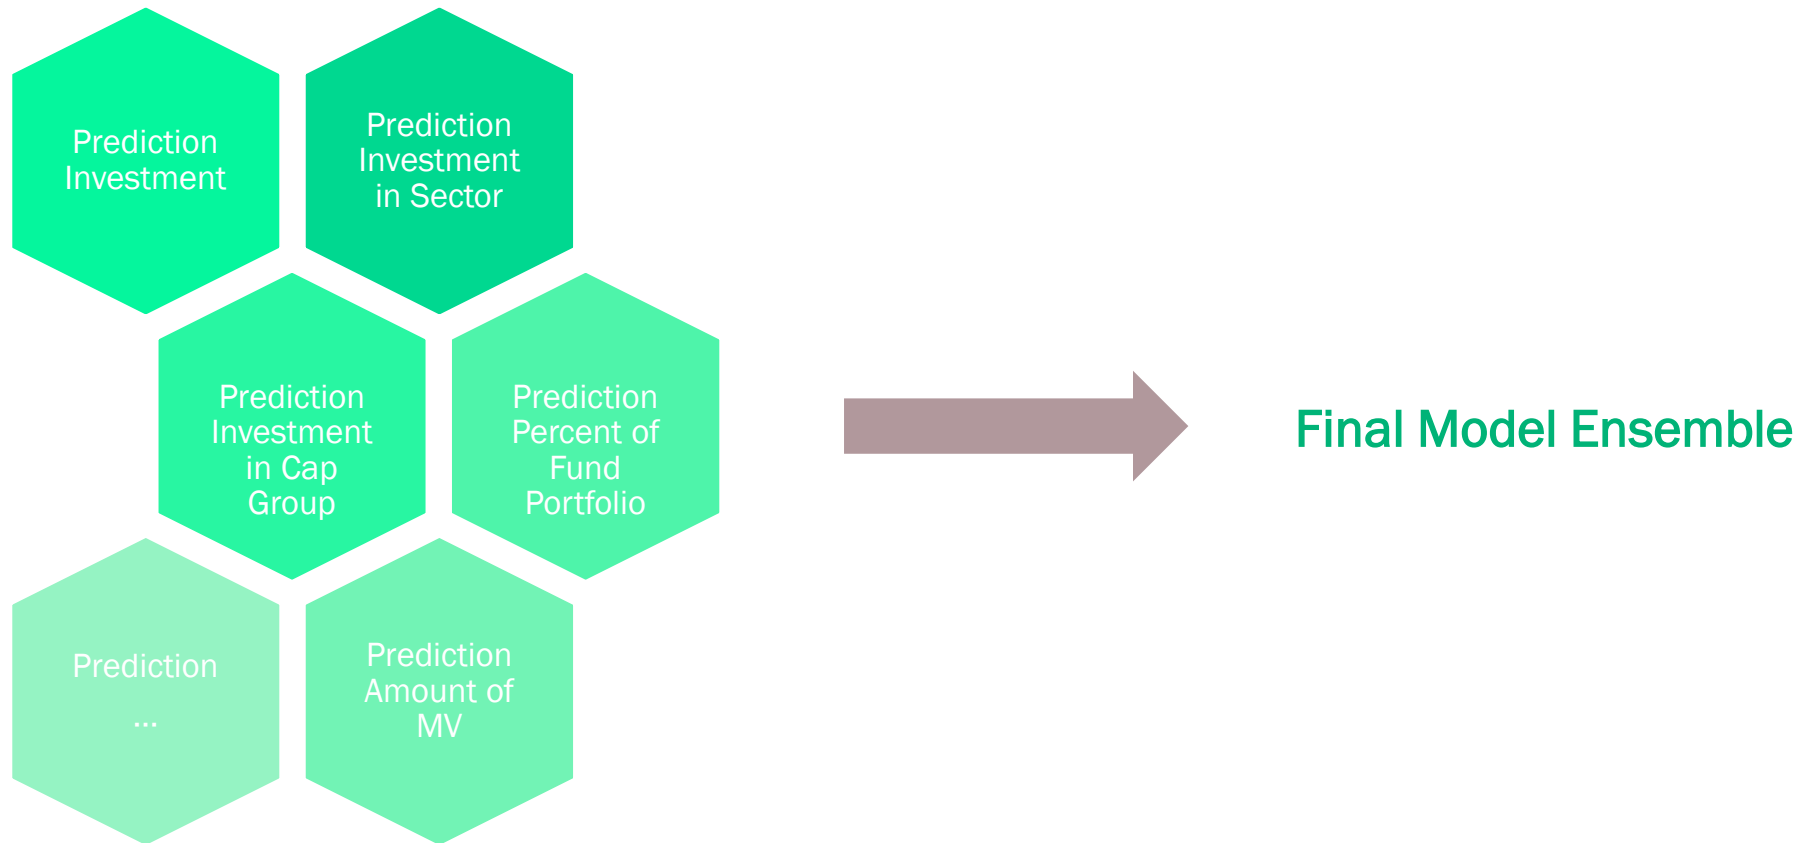 Prediction
Investment
Prediction
Investment
in Sector
Prediction
Investment
in Cap
Group
Prediction
Percent of
Fund
Portfolio
Final Model Ensemble
Prediction
...
Prediction
Amount of
MV